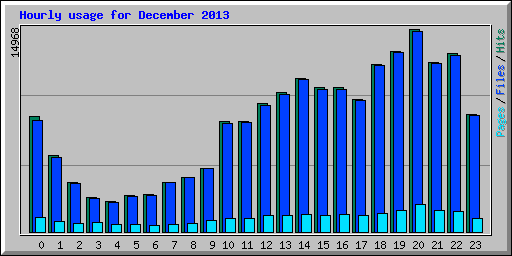 Hourly usage for December 2013
14968
Pages/Files/Hits
0 1 2 3 4 5 6 7 8 9 10 11 12 13 14 15 16 17 18 19 20 21 22 23